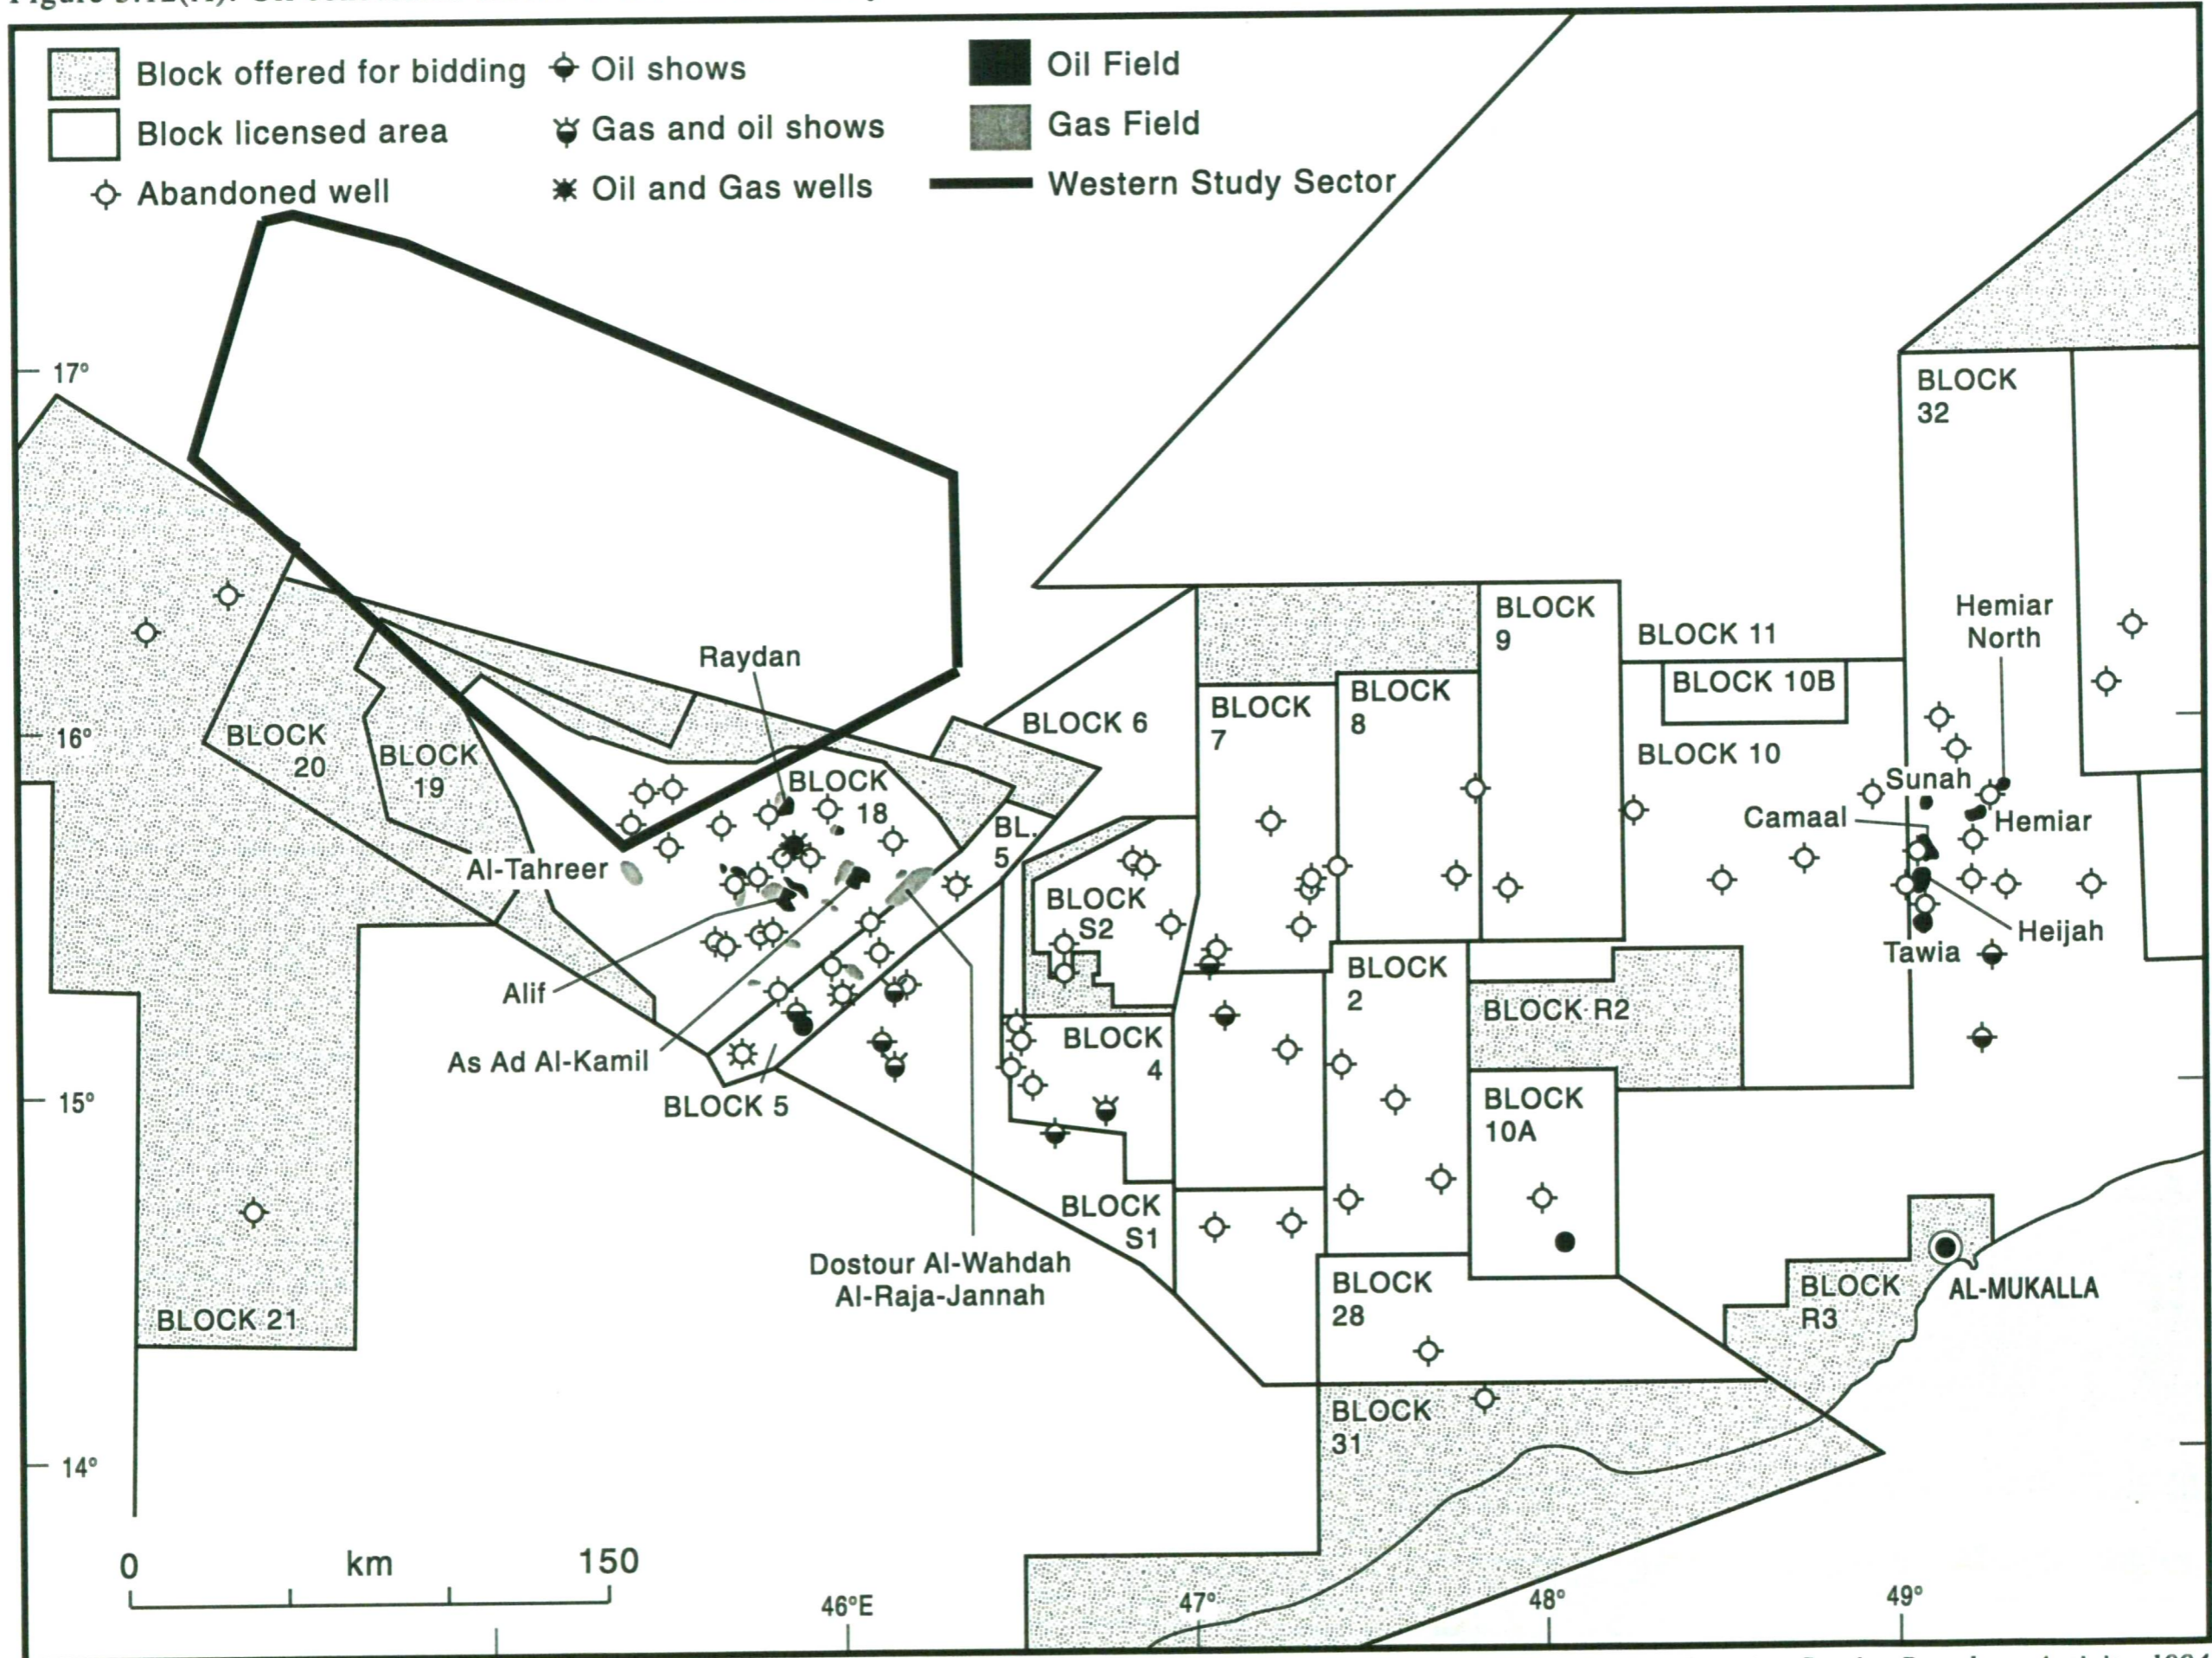 Block offered for bidding
Block licensed area
Abandoned well
Oil shows
Gas and oil shows
Oil and Gas wells
Oil Field
Gas Field
Western Study Sector
17°
16°
15°
14°
BLOCK
32
Hemiar
North
BLOCK
9
BLOCK 11
BLOCK 10B
BLOCK 10
Raydan
BLOCK 6
BLOCK
7
BLOCK
8
BLOCK
20
BLOCK
19
BLOCK
18
BL.
5
Sunah
Camaal
Hemiar
Al-Tahreer
BLOCK
S2
Heijah
Tawia
Alif
BLOCK
2
BLOCK R2
As Ad Al-Kamil
BLOCK
4
BLOCK 5
BLOCK
10A
BLOCK
S1
Dostour Al-Wahdah
Al-Raja-Jannah
BLOCK
28
BLOCK
R3
AL-MUKALLA
BLOCK 21
BLOCK
31
0 km 150
46°E
47°
48°
49°